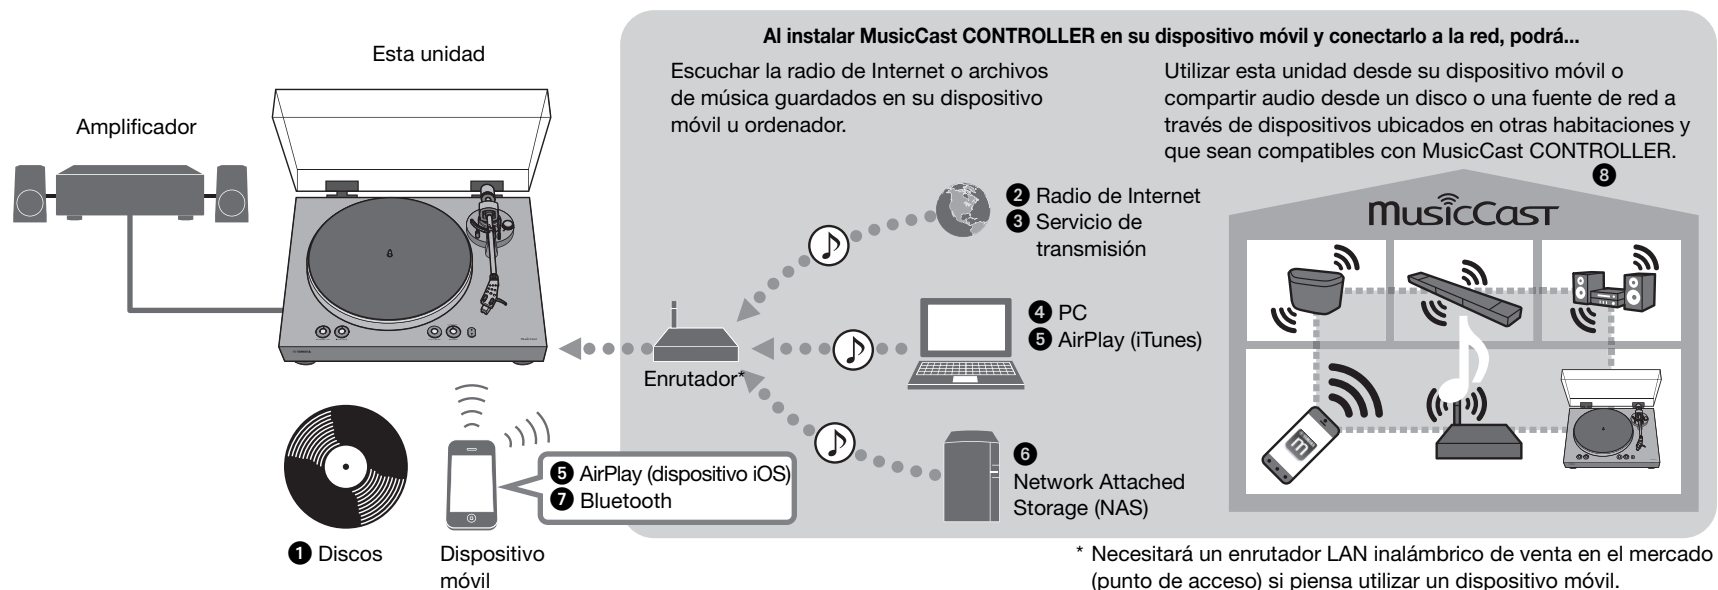 Al instalar MusicCast CONTROLLER en su dispositivo móvil y conectarlo a la red, podrá...
Esta unidad
Amplificador
Escuchar la radio de Internet o archivos
de música guardados en su dispositivo
móvil u ordenador.
Utilizar esta unidad desde su dispositivo móvil o
compartir audio desde un disco o una fuente de red a
través de dispositivos ubicados en otras habitaciones y
que sean compatibles con MusicCast CONTROLLER.
8
MusicCast
2 Radio de Internet
3 Servicio de
transmisión
4 PC
5 AirPlay (iTunes)
Enrutador*
6
Network Attached
Storage (NAS)
5 AirPlay (dispositivo iOS)
7 Bluetooth
1 Discos
Dispositivo
móvil
* Necesitará un enrutador LAN inalámbrico de venta en el mercado
(punto de acceso) si piensa utilizar un dispositivo móvil.